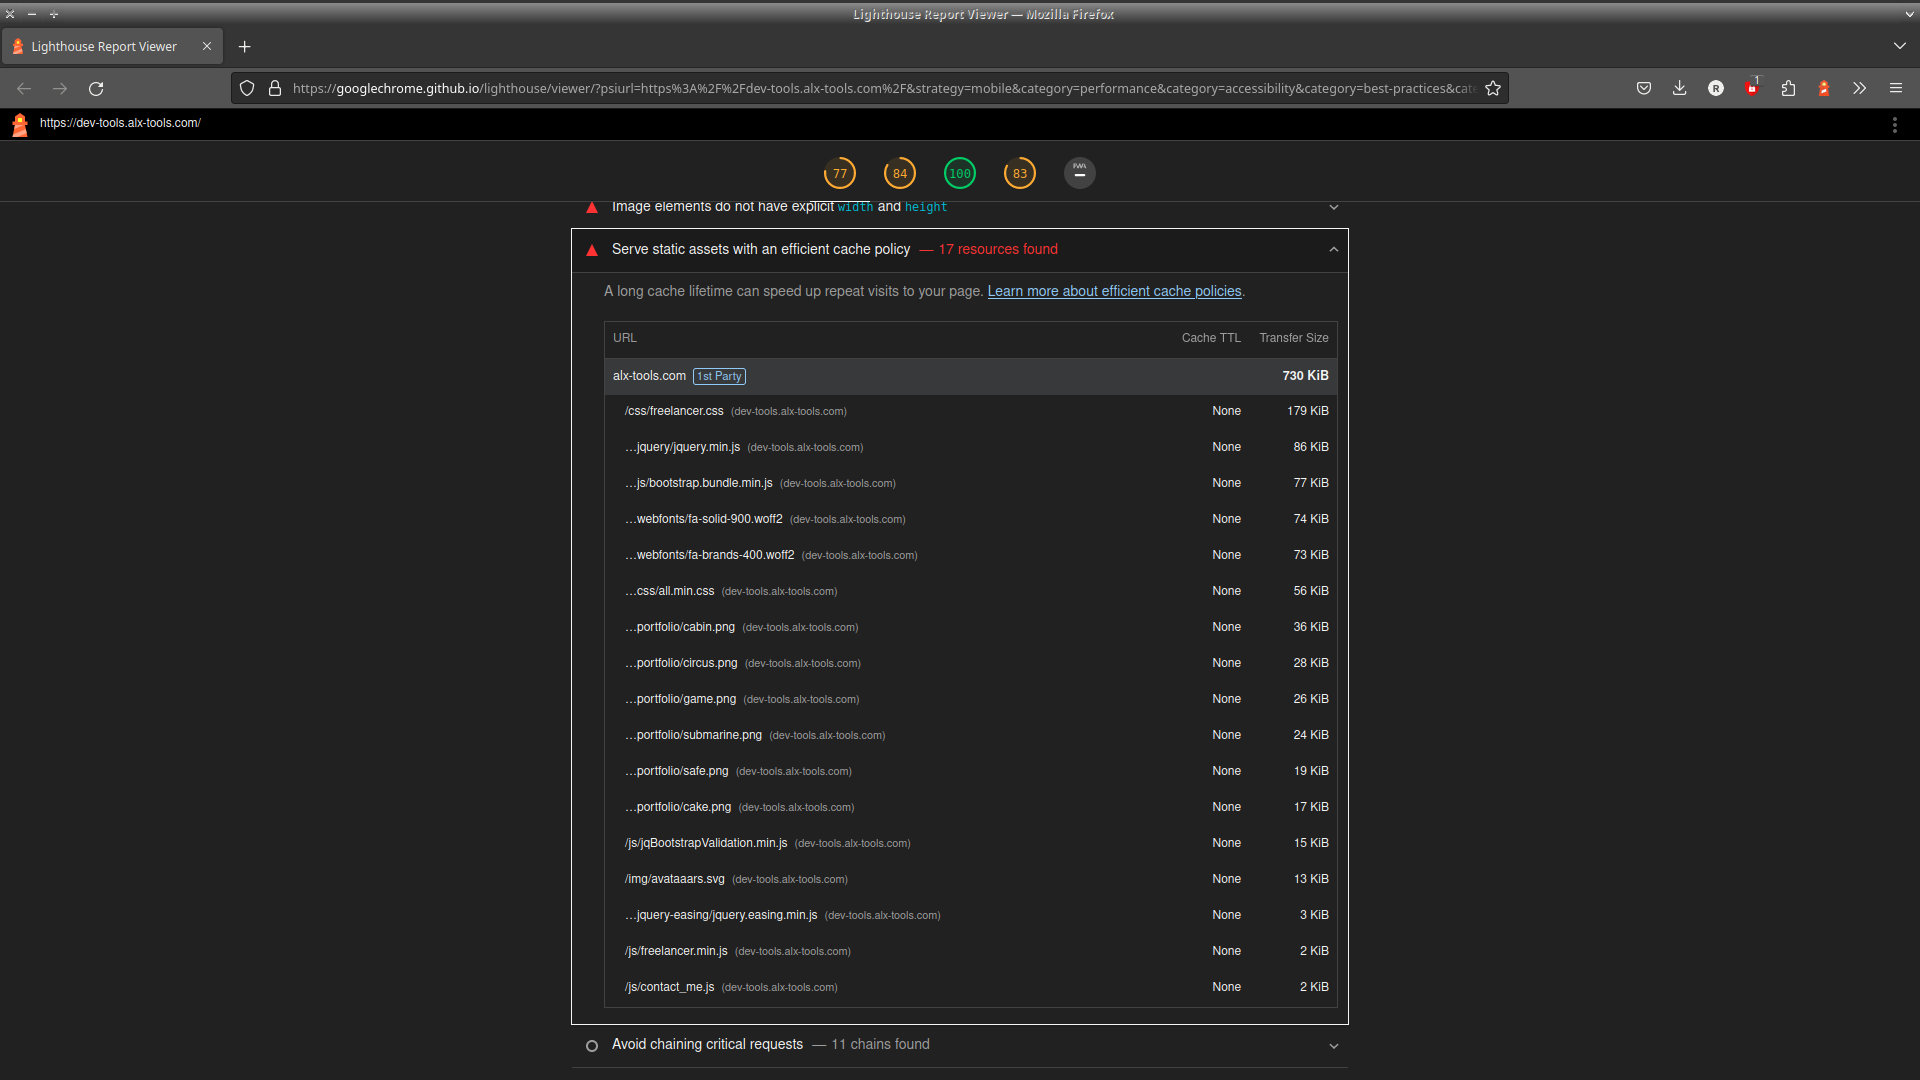 Lighthouse Report Viewer — Mozilla Firefox
Lighthouse Report Viewer
https://googlechrome.github.io/lighthouse/viewer/?psiurl=https%3A%2F%2Fdev-tools.alx-tools.com%2F&strategy=mobile&category=performance&category=accessibility&category=best-practices&cate
R
1
https://dev-tools.alx-tools.com/
77 84 100 83 PWA
Image elements do not have explicit width and height
Serve static assets with an efficient cache policy — 17 resources found
A long cache lifetime can speed up repeat visits to your page. Learn more about efficient cache policies.
URL Cache TTL Transfer Size
alx-tools.com 1st Party 730 KiB
/css/freelancer.css (dev-tools.alx-tools.com) None 179 KiB
…jquery/jquery.min.js (dev-tools.alx-tools.com) None 86 KiB
…js/bootstrap.bundle.min.js (dev-tools.alx-tools.com) None 77 KiB
…webfonts/fa-solid-900.woff2 (dev-tools.alx-tools.com) None 74 KiB
…webfonts/fa-brands-400.woff2 (dev-tools.alx-tools.com) None 73 KiB
…css/all.min.css (dev-tools.alx-tools.com) None 56 KiB
…portfolio/cabin.png (dev-tools.alx-tools.com) None 36 KiB
…portfolio/circus.png (dev-tools.alx-tools.com) None 28 KiB
…portfolio/game.png (dev-tools.alx-tools.com) None 26 KiB
…portfolio/submarine.png (dev-tools.alx-tools.com) None 24 KiB
…portfolio/safe.png (dev-tools.alx-tools.com) None 19 KiB
…portfolio/cake.png (dev-tools.alx-tools.com) None 17 KiB
/js/jqBootstrapValidation.min.js (dev-tools.alx-tools.com) None 15 KiB
/img/avataaars.svg (dev-tools.alx-tools.com) None 13 KiB
…jquery-easing/jquery.easing.min.js (dev-tools.alx-tools.com) None 3 KiB
/js/freelancer.min.js (dev-tools.alx-tools.com) None 2 KiB
/js/contact_me.js (dev-tools.alx-tools.com) None 2 KiB
Avoid chaining critical requests — 11 chains found